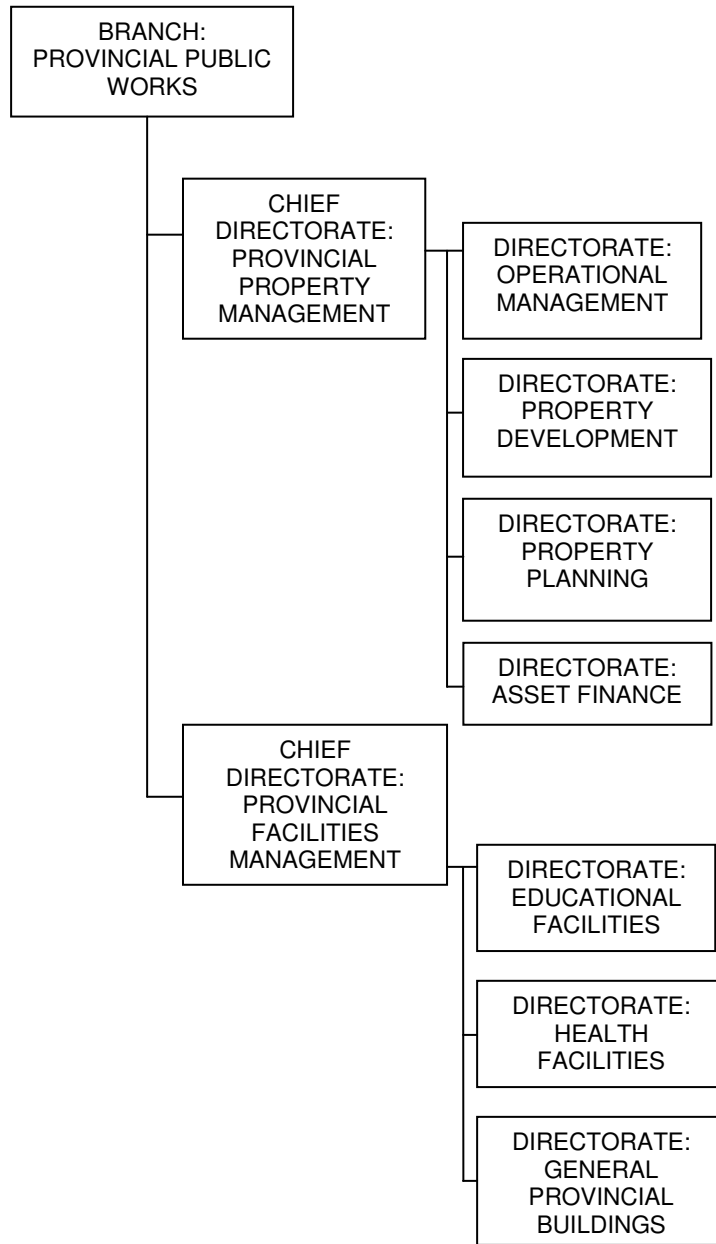 BRANCH:
PROVINCIAL PUBLIC
WORKS
CHIEF
DIRECTORATE:
PROVINCIAL
PROPERTY
MANAGEMENT
DIRECTORATE:
OPERATIONAL
MANAGEMENT
DIRECTORATE:
PROPERTY
DEVELOPMENT
DIRECTORATE:
PROPERTY
PLANNING
DIRECTORATE:
ASSET FINANCE
CHIEF
DIRECTORATE:
PROVINCIAL
FACILITIES
MANAGEMENT
DIRECTORATE:
EDUCATIONAL
FACILITIES
DIRECTORATE:
HEALTH
FACILITIES
DIRECTORATE:
GENERAL
PROVINCIAL
BUILDINGS